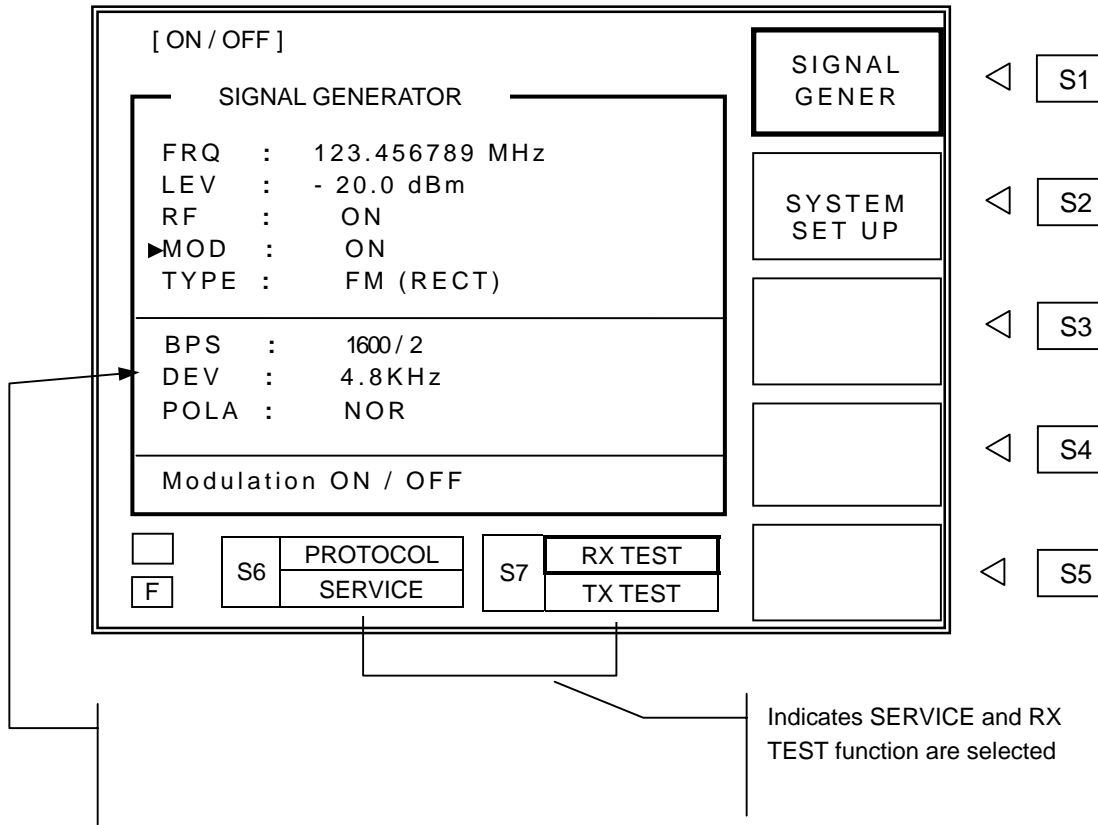 [ ON / OFF ]
SIGNAL GENERATOR
FRQ : 123.456789 MHz
LEV : - 20.0 dBm
RF : ON
►MOD : ON
TYPE : FM (RECT)
BPS : 1600 / 2
DEV : 4.8KHz
POLA : NOR
Modulation ON / OFF
F
S6
PROTOCOL
SERVICE
S7
RX TEST
TX TEST
SIGNAL
GENER
S1
SYSTEM
SET UP
S2
S3
S4
S5
Indicates SERVICE and RX
TEST function are selected